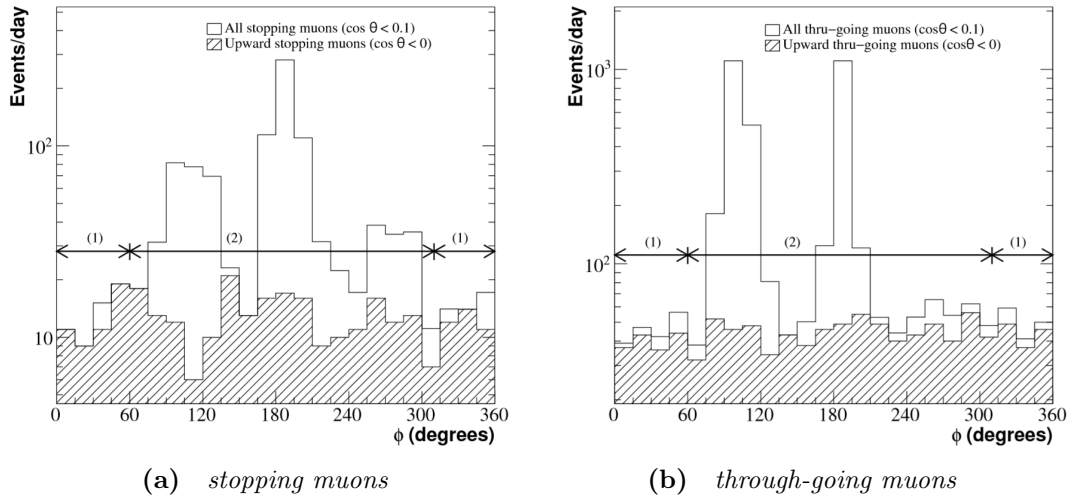 Events/day
All stopping muons (cos θ < 0.1)
Upward stopping muons (cos θ < 0)
10²
10
(1)
(2)
(1)
0 60 120 180 240 300 360
ϕ (degrees)
(a) stopping muons
Events/day
All thru-going muons (cosθ < 0.1)
Upward thru-going muons (cosθ < 0)
10³
10²
(1)
(2)
(1)
0 60 120 180 240 300 360
ϕ (degrees)
(b) through-going muons